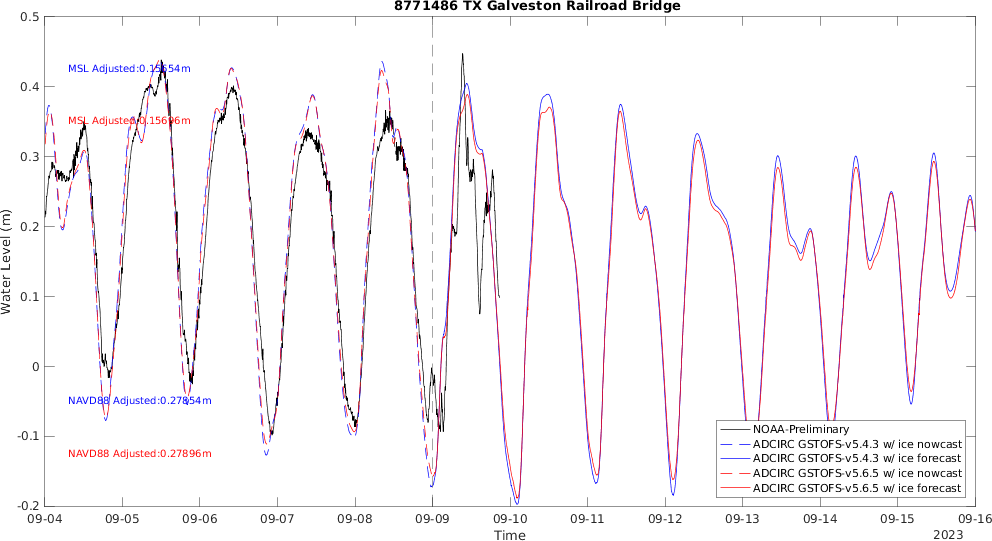 8771486 TX Galveston Railroad Bridge
0.5
0.4
0.3
0.2
0.1
0
-0.1
-0.2
Water Level (m)
MSL Adjusted:0.15654m
MSL Adjusted:0.15696m
NAVD88 Adjusted:0.27854m
NAVD88 Adjusted:0.27896m
NOAA-Preliminary
ADCIRC GSTOFS-v5.4.3 w/ ice nowcast
ADCIRC GSTOFS-v5.4.3 w/ ice forecast
ADCIRC GSTOFS-v5.6.5 w/ ice nowcast
ADCIRC GSTOFS-v5.6.5 w/ ice forecast
09-04 09-05 09-06 09-07 09-08 09-09 09-10 09-11 09-12 09-13 09-14 09-15 09-16
Time
2023